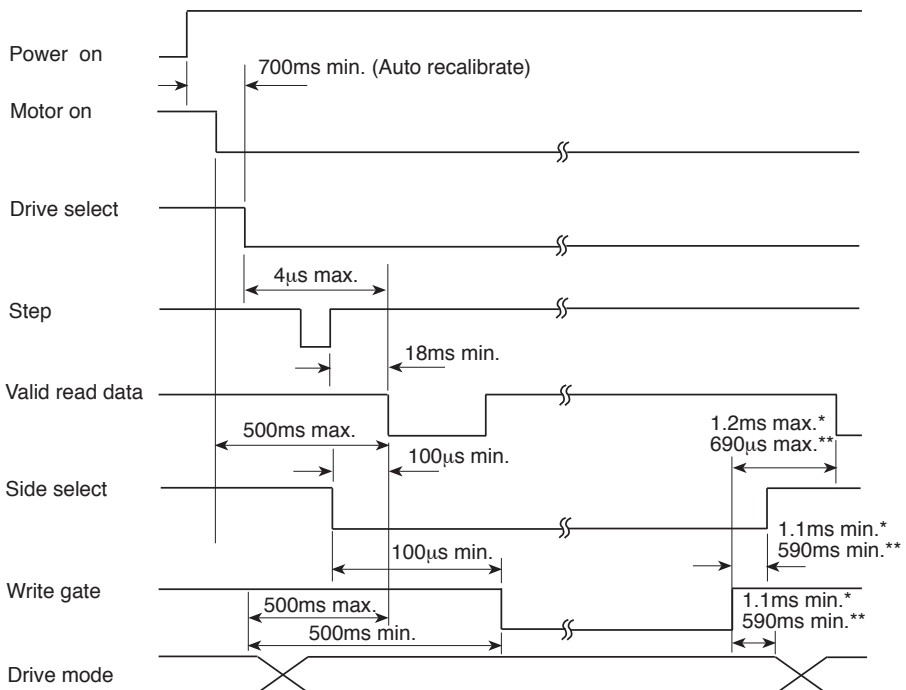 Power on
700ms min. (Auto recalibrate)
Motor on
Drive select
4μs max.
Step
18ms min.
Valid read data
1.2ms max.*
500ms max.
690μs max.**
100μs min.
Side select
1.1ms min.*
100μs min.
590ms min.**
Write gate
500ms max.
1.1ms min.*
590ms min.**
500ms min.
Drive mode